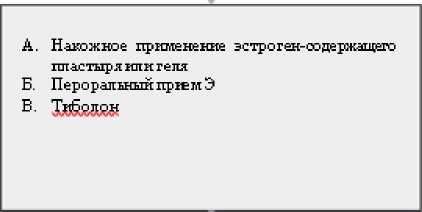 А. Накожное применение эстроген-содержащего
пластыря или геля
Б. Пероральный прием Э
В. Тиболон